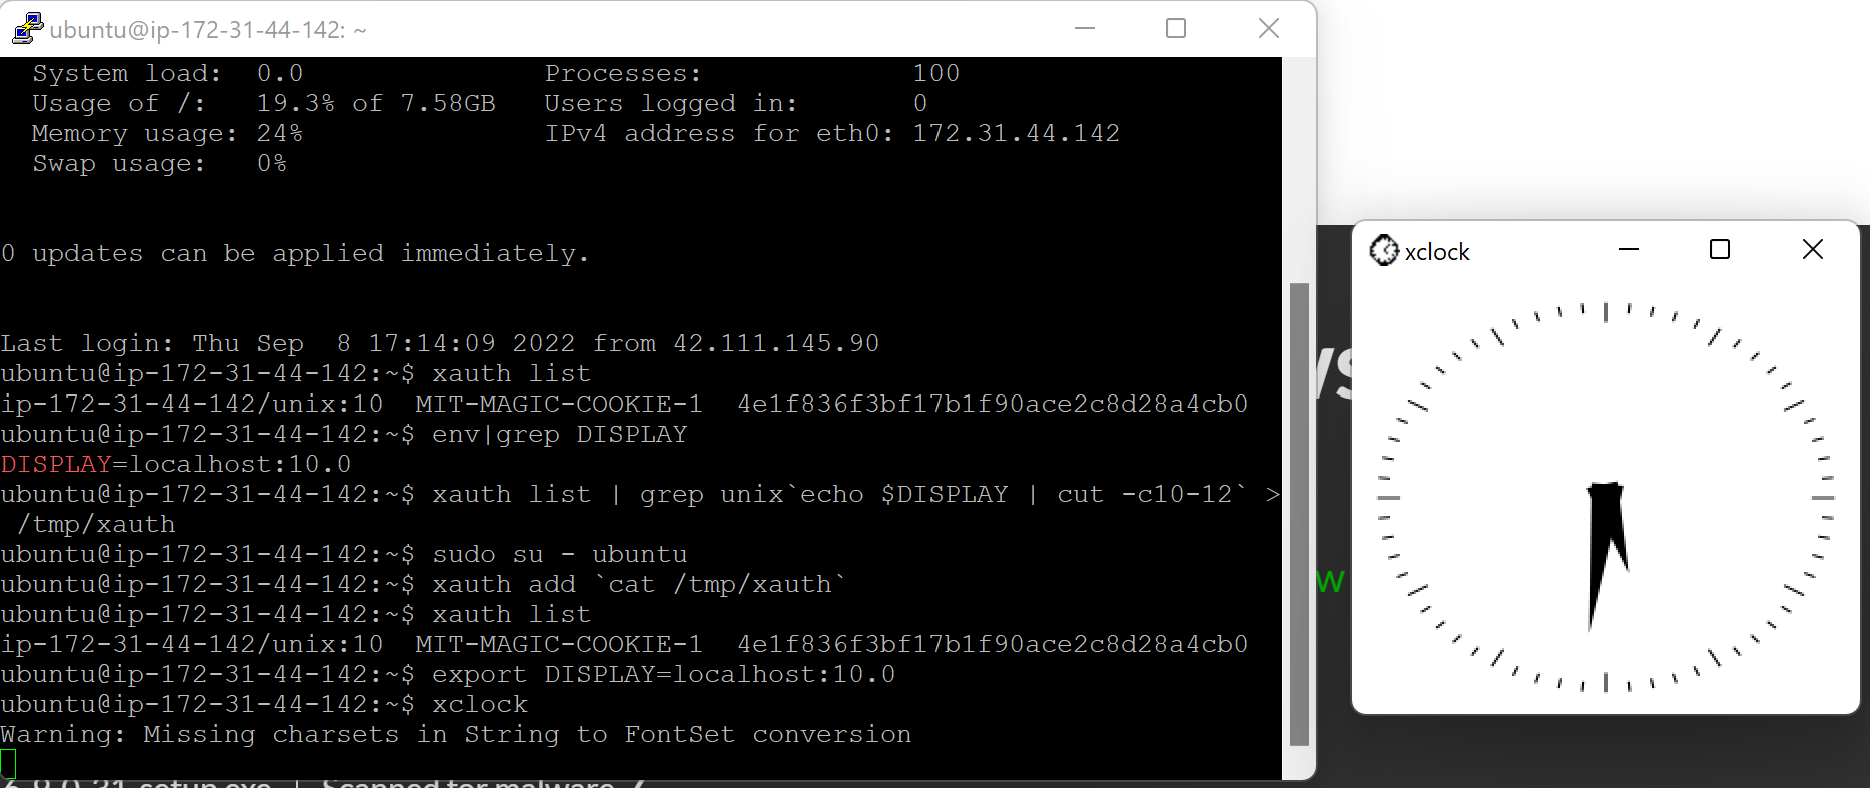 ubuntu@ip-172-31-44-142: ~
System load:  0.0               Processes:             100
Usage of /:   19.3% of 7.58GB   Users logged in:       0
Memory usage: 24%               IPv4 address for eth0: 172.31.44.142
Swap usage:   0%
0 updates can be applied immediately.
Last login: Thu Sep  8 17:14:09 2022 from 42.111.145.90
ubuntu@ip-172-31-44-142:~$ xauth list
ip-172-31-44-142/unix:10  MIT-MAGIC-COOKIE-1  4e1f836f3bf17b1f90ace2c8d28a4cb0
ubuntu@ip-172-31-44-142:~$ env|grep DISPLAY
DISPLAY=localhost:10.0
ubuntu@ip-172-31-44-142:~$ xauth list | grep unix`echo $DISPLAY | cut -c10-12` >
 /tmp/xauth
ubuntu@ip-172-31-44-142:~$ sudo su - ubuntu
ubuntu@ip-172-31-44-142:~$ xauth add `cat /tmp/xauth`
ubuntu@ip-172-31-44-142:~$ xauth list
ip-172-31-44-142/unix:10  MIT-MAGIC-COOKIE-1  4e1f836f3bf17b1f90ace2c8d28a4cb0
ubuntu@ip-172-31-44-142:~$ export DISPLAY=localhost:10.0
ubuntu@ip-172-31-44-142:~$ xclock
Warning: Missing charsets in String to FontSet conversion
xclock